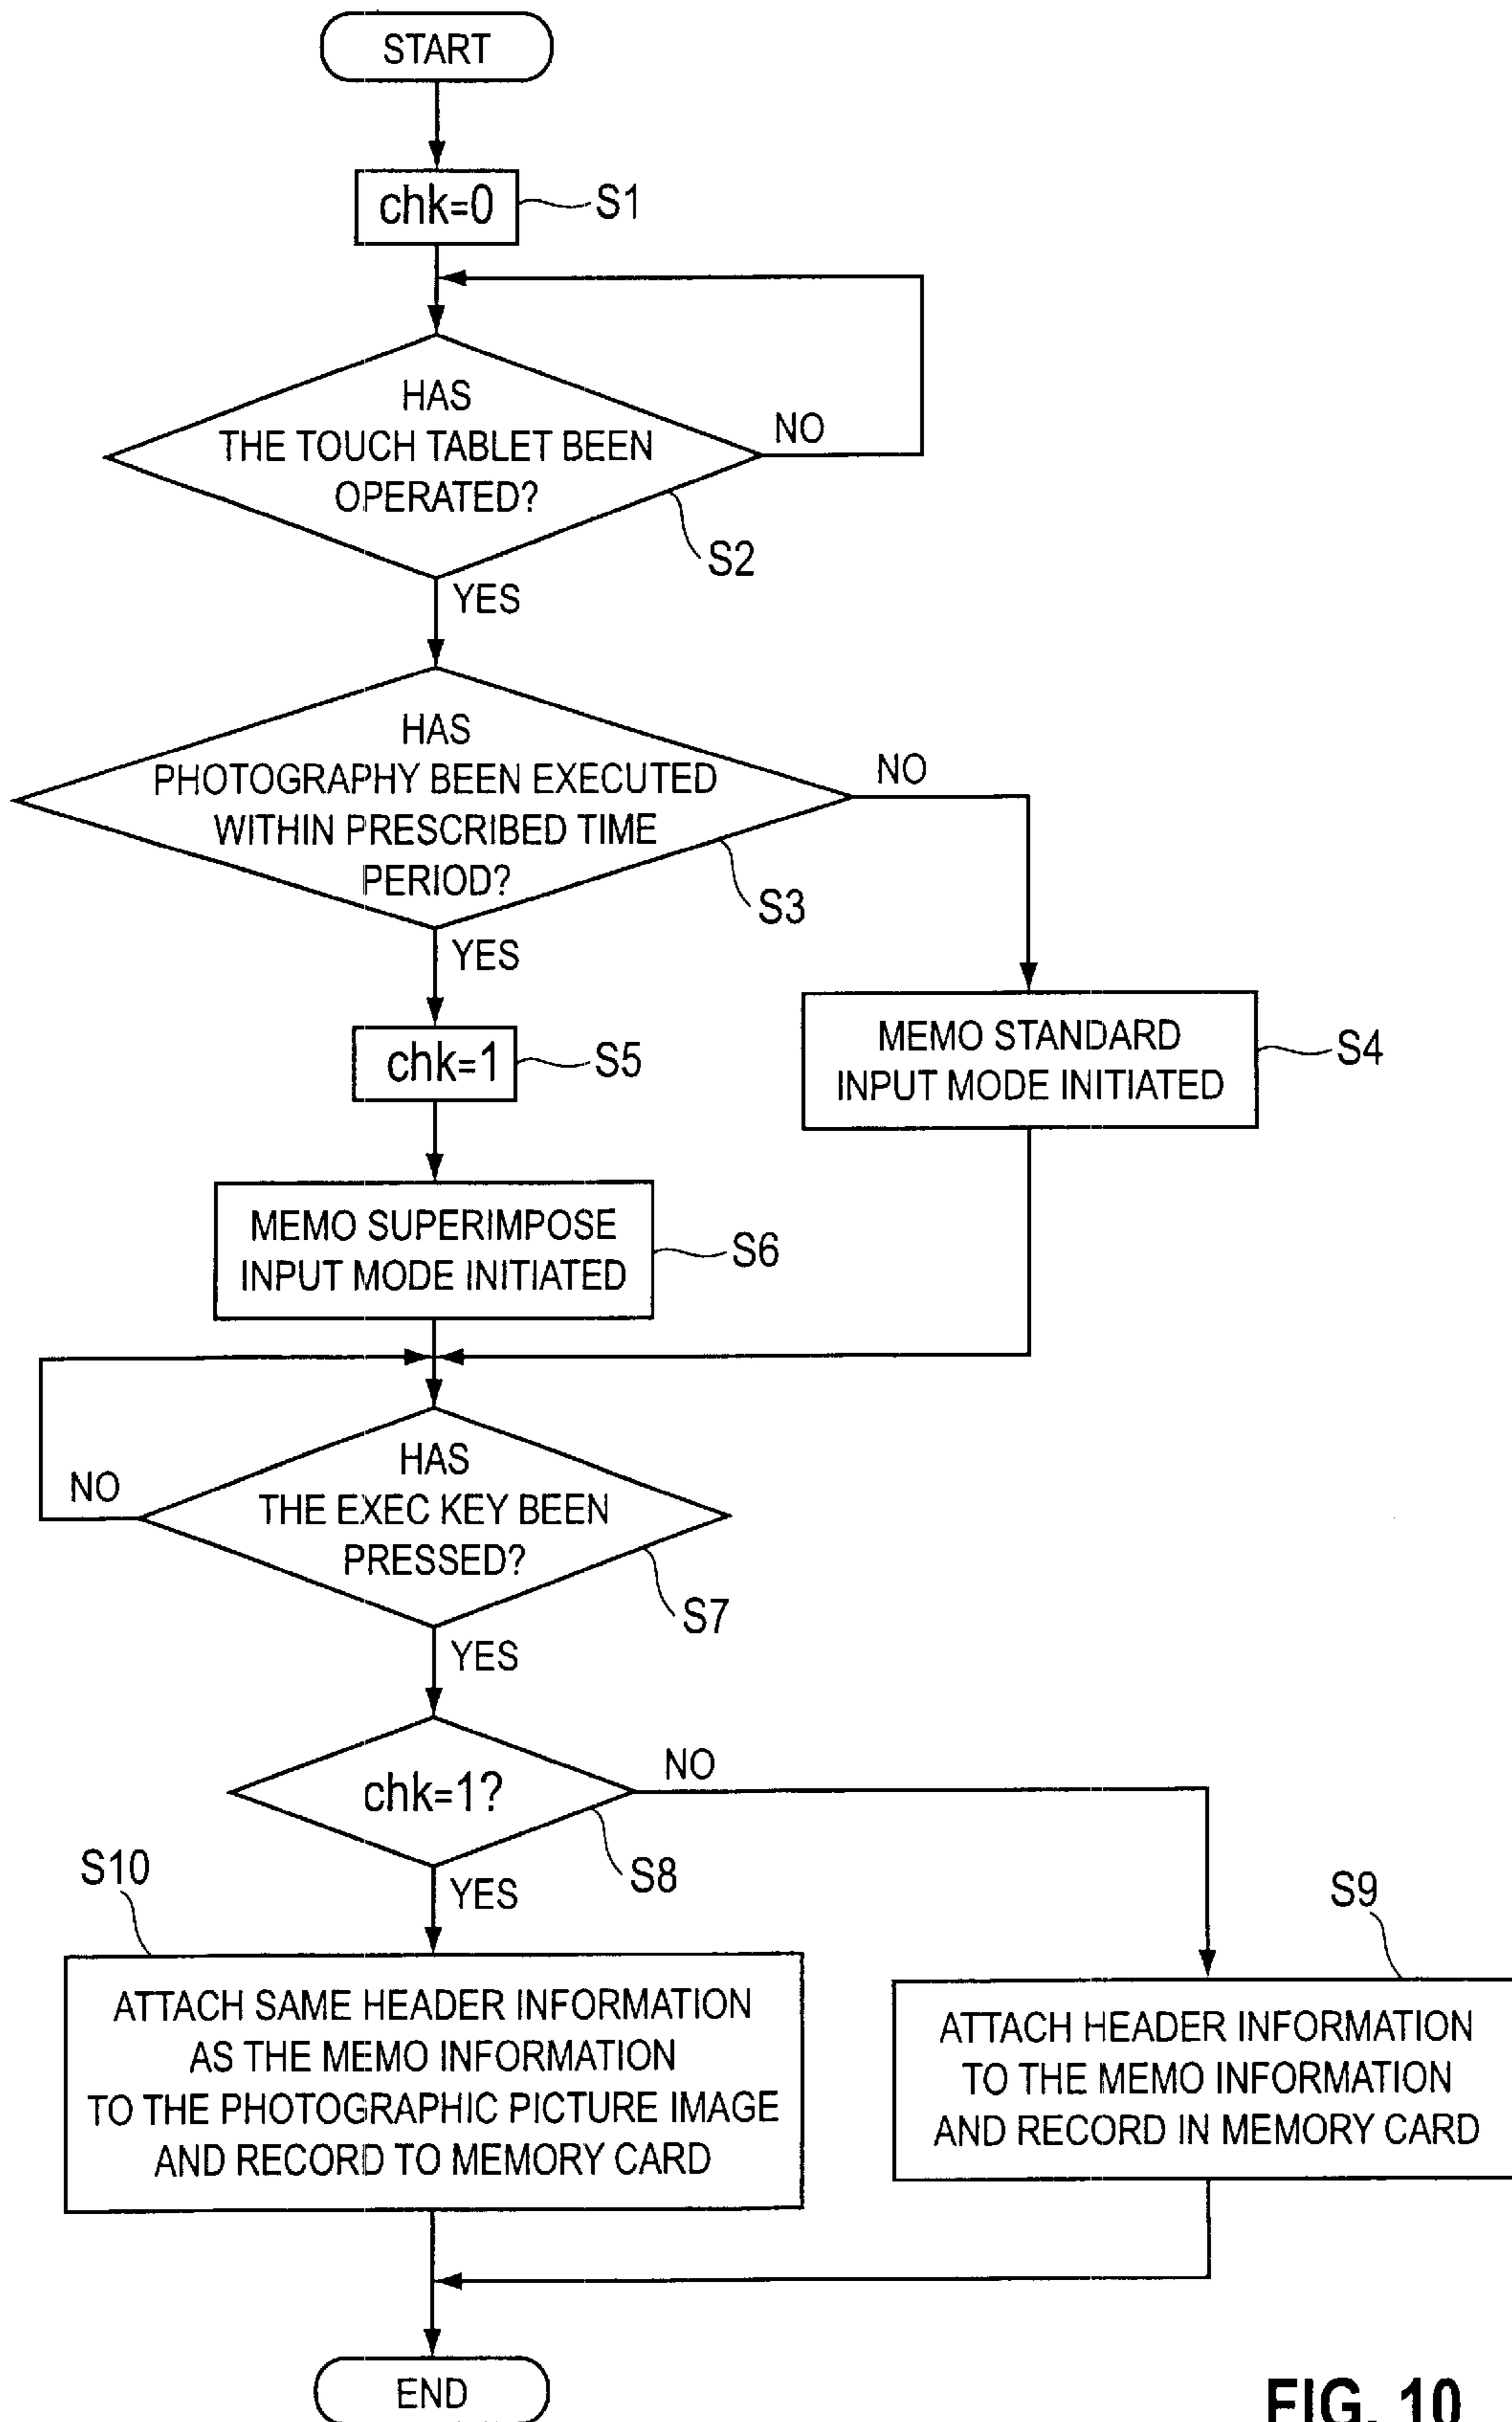 START
chk=0
S1
HAS
THE TOUCH TABLET BEEN
OPERATED?
NO
S2
YES
HAS
PHOTOGRAPHY BEEN EXECUTED
WITHIN PRESCRIBED TIME
PERIOD?
NO
S3
YES
chk=1
S5
MEMO STANDARD
INPUT MODE INITIATED
S4
MEMO SUPERIMPOSE
INPUT MODE INITIATED
S6
HAS
THE EXEC KEY BEEN
PRESSED?
NO
S7
YES
chk=1?
NO
S8
YES
S10
ATTACH SAME HEADER INFORMATION
AS THE MEMO INFORMATION
TO THE PHOTOGRAPHIC PICTURE IMAGE
AND RECORD TO MEMORY CARD
S9
ATTACH HEADER INFORMATION
TO THE MEMO INFORMATION
AND RECORD IN MEMORY CARD
END
FIG. 10